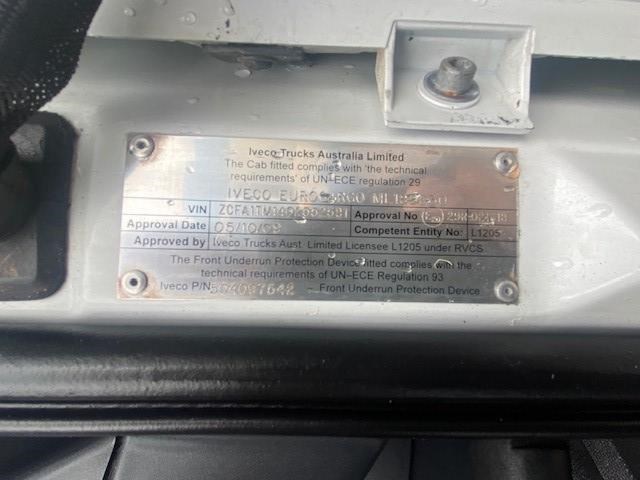 Iveco Trucks Australia Limited
The Cab fitted complies with 'the technical
requirements' of UN-ECE regulation 29
IVECO EUROCARGO
VIN Approval No
Approval Date 05/10/09 Competent Entity No: L1205
Approved by Iveco Trucks Aust. Limited Licensee L1205 under RVCS
The Front Underrun Protection Device fitted complies with the
technical requirements of UN-ECE Regulation 93
Iveco P/N 504097642 - Front Underrun Protection Device